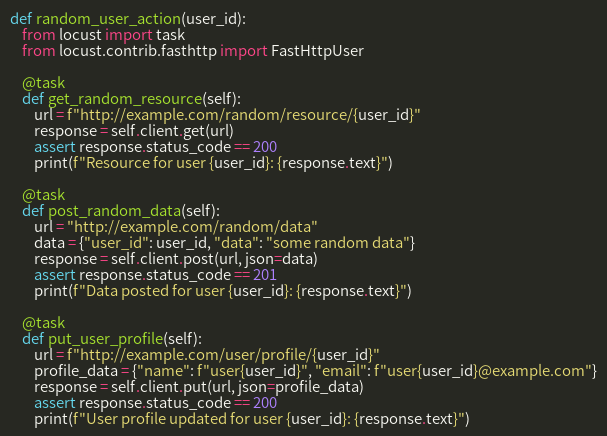 def random_user_action(user_id):
    from locust import task
    from locust.contrib.fasthttp import FastHttpUser

    @task
    def get_random_resource(self):
        url = f"http://example.com/random/resource/{user_id}"
        response = self.client.get(url)
        assert response.status_code == 200
        print(f"Resource for user {user_id}: {response.text}")

    @task
    def post_random_data(self):
        url = "http://example.com/random/data"
        data = {"user_id": user_id, "data": "some random data"}
        response = self.client.post(url, json=data)
        assert response.status_code == 201
        print(f"Data posted for user {user_id}: {response.text}")

    @task
    def put_user_profile(self):
        url = f"http://example.com/user/profile/{user_id}"
        profile_data = {"name": f"user{user_id}", "email": f"user{user_id}@example.com"}
        response = self.client.put(url, json=profile_data)
        assert response.status_code == 200
        print(f"User profile updated for user {user_id}: {response.text}")